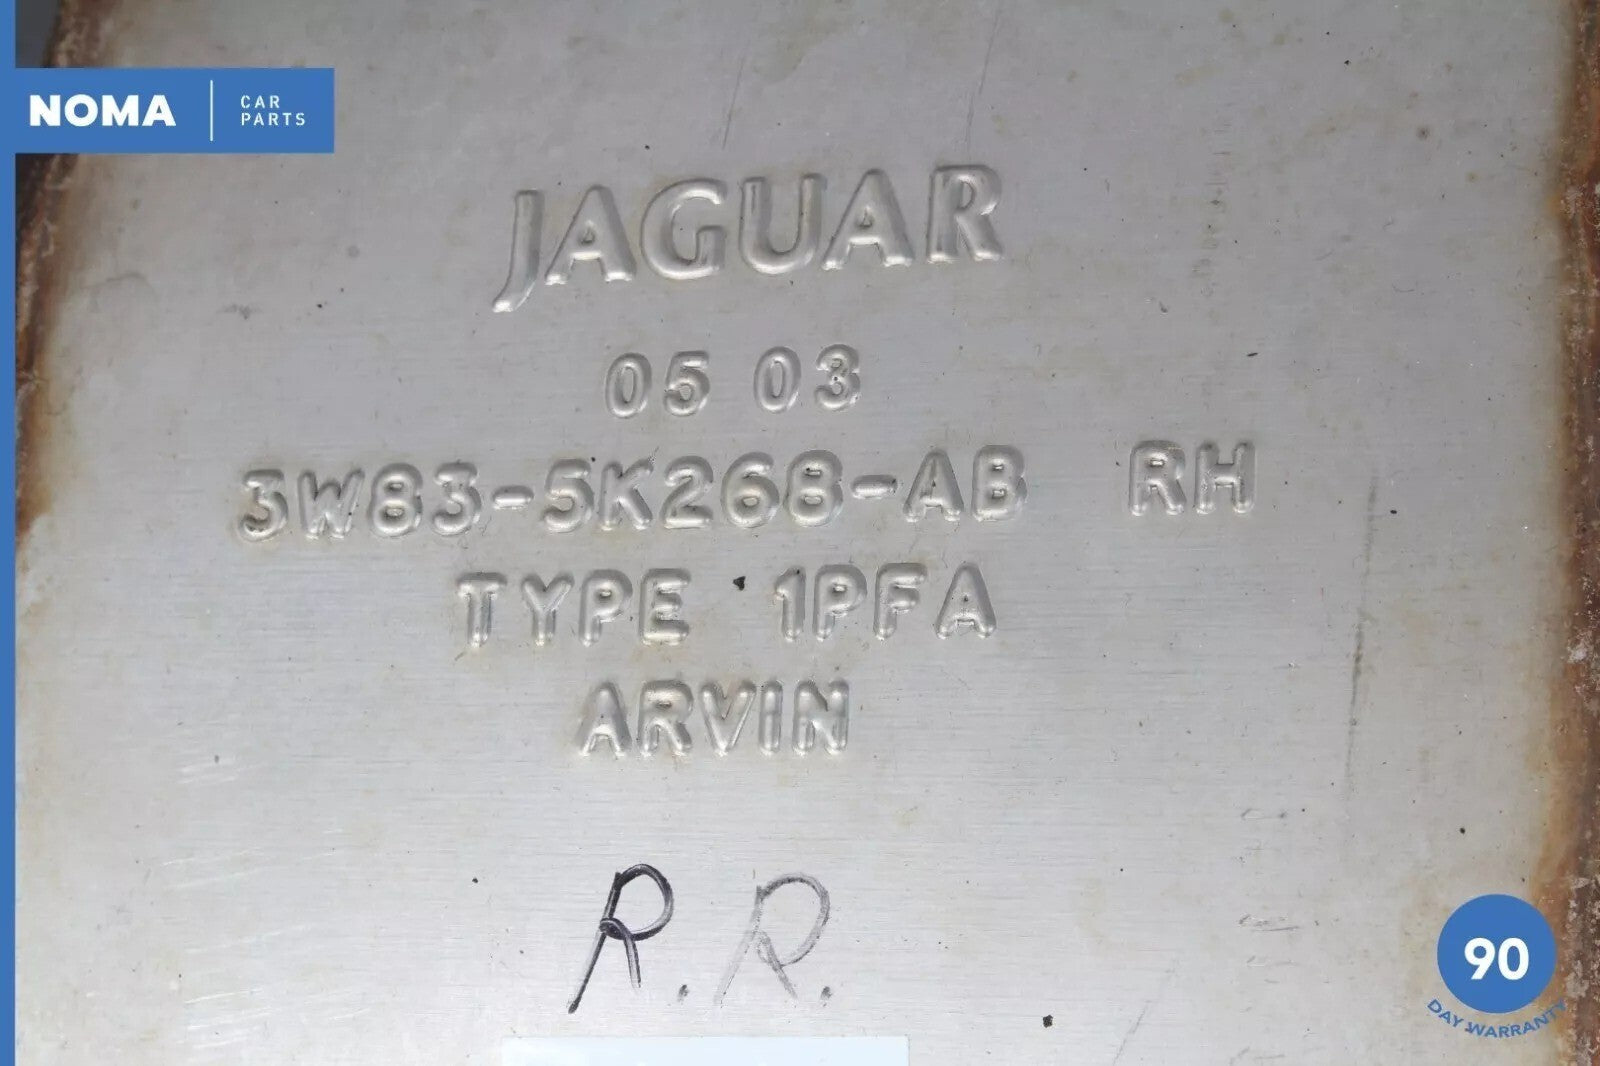 NOMA
CAR
PARTS
JAGUAR
05 03
3W83-5K268-AB RH
TYPE 1PFA
ARVIN
R.R.
90
DAY WARRANTY